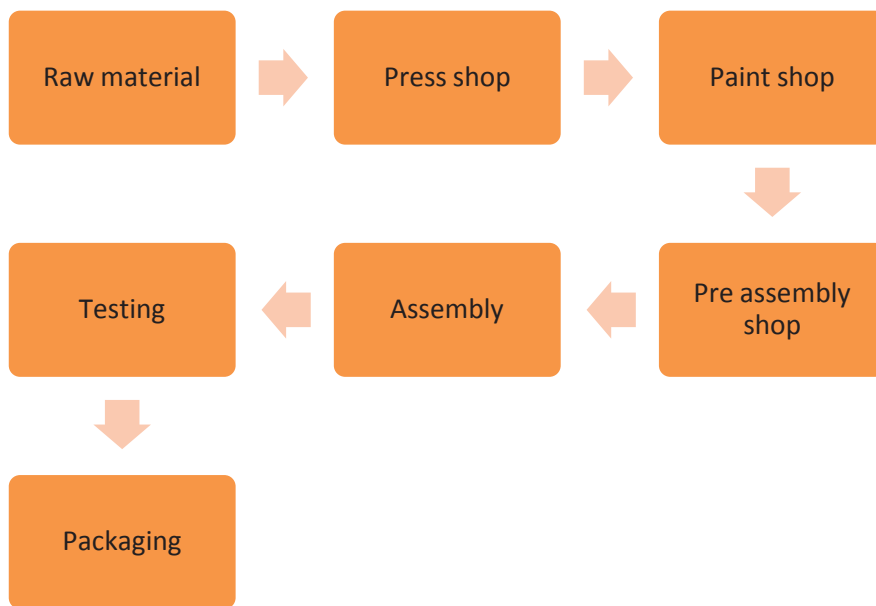 Raw material
Press shop
Paint shop
Pre assembly
shop
Assembly
Testing
Packaging